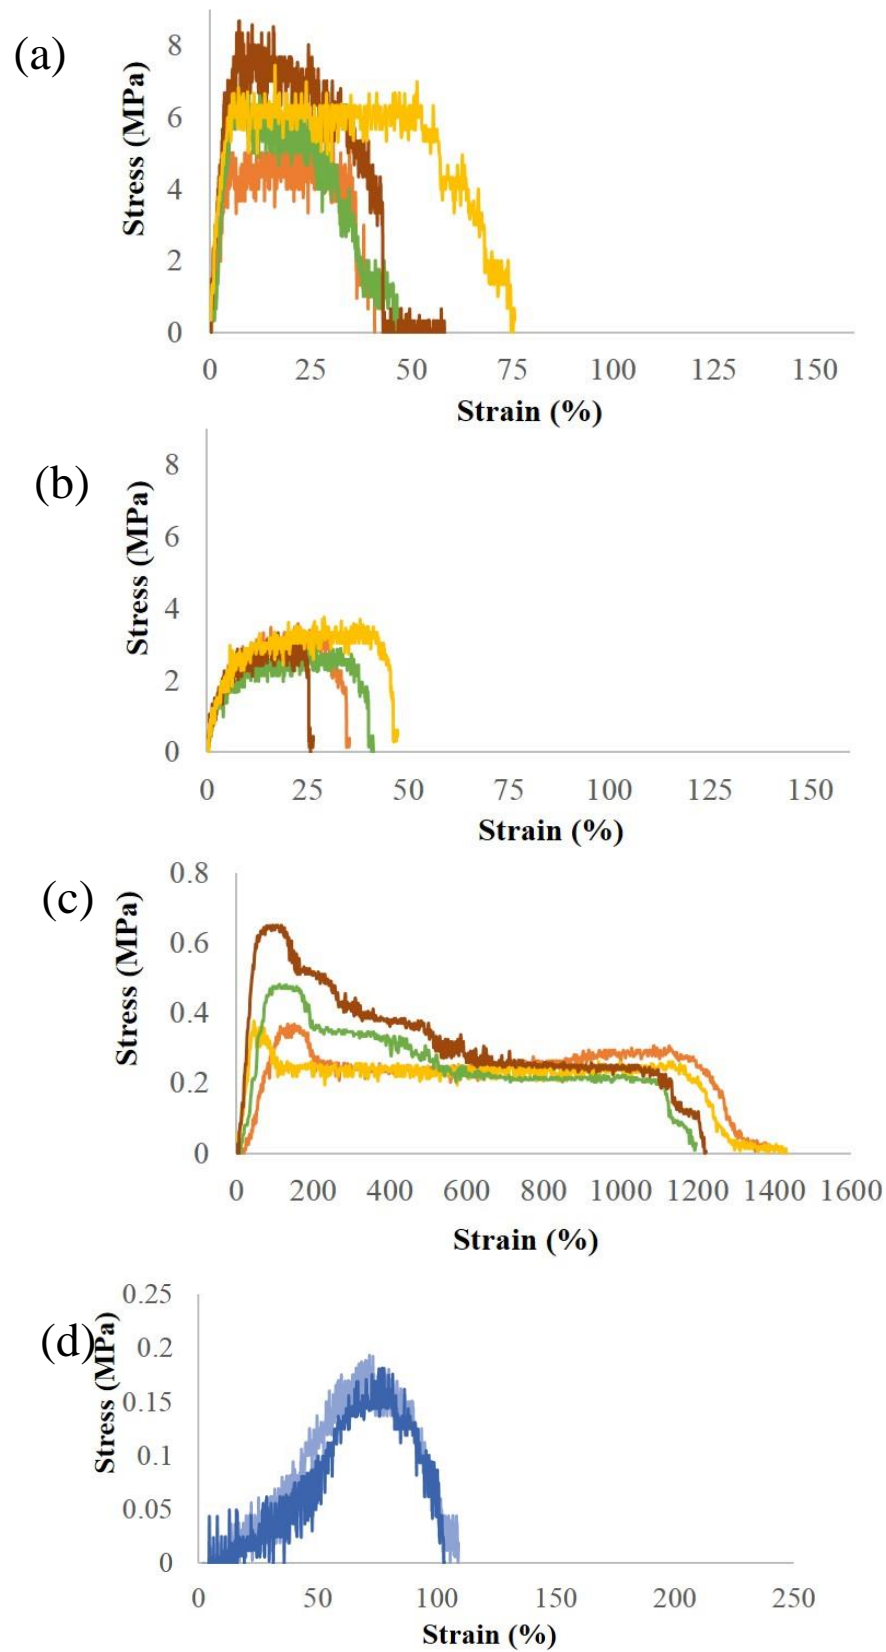 (a)
Stress (MPa)
8
6
4
2
0
0 25 50 75 100 125 150
Strain (%)
(b)
Stress (MPa)
8
6
4
2
0
0 25 50 75 100 125 150
Strain (%)
(c)
Stress (MPa)
0.8
0.6
0.4
0.2
0
0 200 400 600 800 1000 1200 1400 1600
Strain (%)
(d)
Stress (MPa)
0.25
0.2
0.15
0.1
0.05
0
0 50 100 150 200 250
Strain (%)